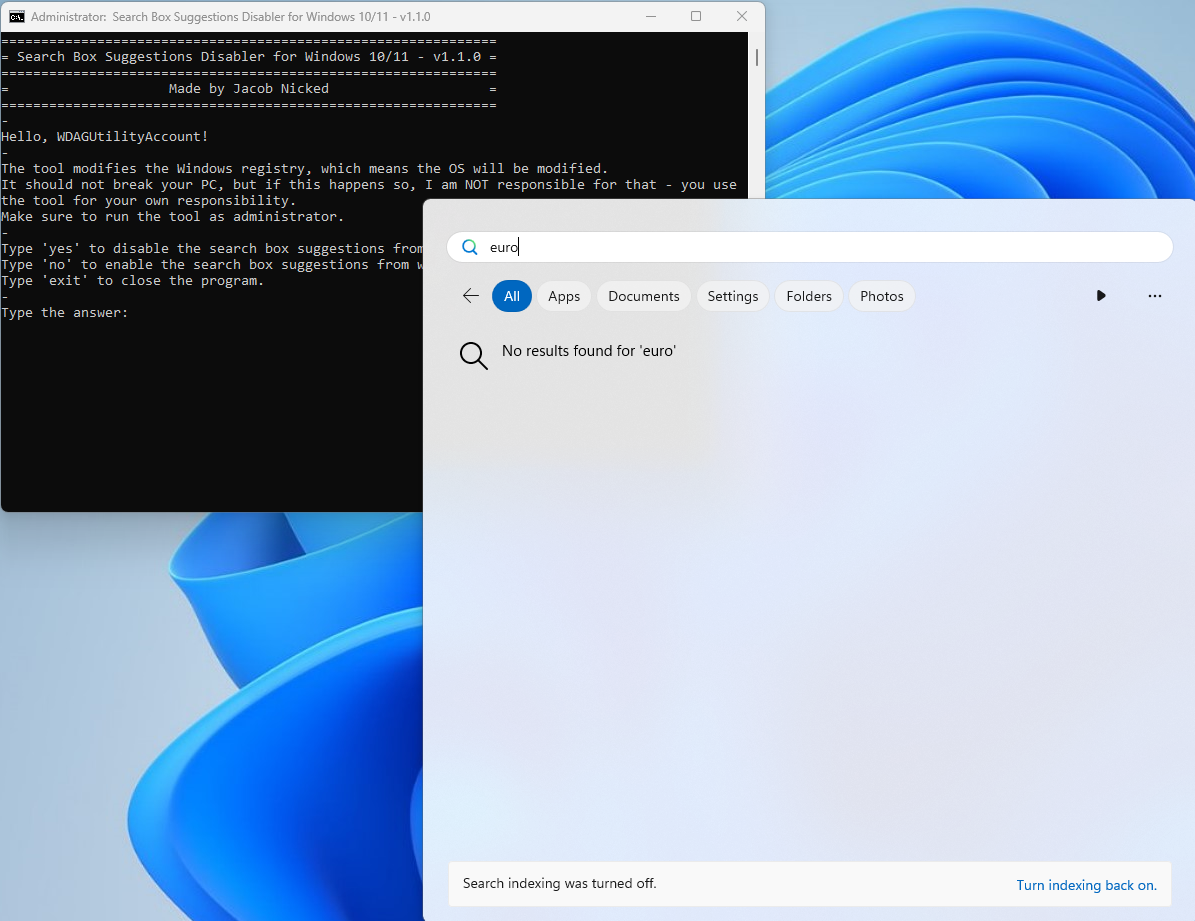 Administrator:  Search Box Suggestions Disabler for Windows 10/11 - v1.1.0
==============================================================
= Search Box Suggestions Disabler for Windows 10/11 - v1.1.0 =
==============================================================
=                    Made by Jacob Nicked                    =
==============================================================
-
Hello, WDAGUtilityAccount!
-
The tool modifies the Windows registry, which means the OS will be modified.
It should not break your PC, but if this happens so, I am NOT responsible for that - you use
the tool for your own responsibility.
Make sure to run the tool as administrator.
-
Type 'yes' to disable the search box suggestions from
Type 'no' to enable the search box suggestions from w
Type 'exit' to close the program.
-
Type the answer:
euro
All Apps Documents Settings Folders Photos
No results found for 'euro'
Search indexing was turned off. Turn indexing back on.